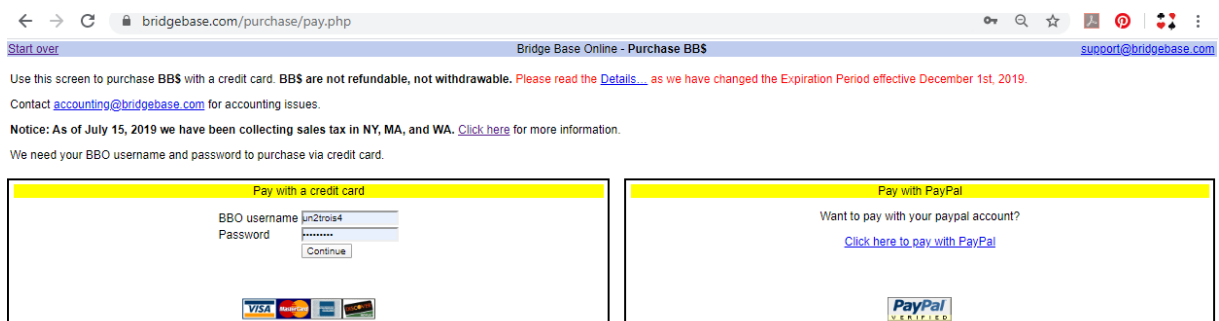 bridgebase.com/purchase/pay.php
Start over
Bridge Base Online - Purchase BB$
support@bridgebase.com
Use this screen to purchase BB$ with a credit card. BB$ are not refundable, not withdrawable. Please read the Details... as we have changed the Expiration Period effective December 1st, 2019.
Contact accounting@bridgebase.com for accounting issues.
Notice: As of July 15, 2019 we have been collecting sales tax in NY, MA, and WA. Click here for more information.
We need your BBO username and password to purchase via credit card.
Pay with a credit card
BBO username un2trois4
Password •••••••••
Continue
VISA MasterCard
Pay with PayPal
Want to pay with your paypal account?
Click here to pay with PayPal
PayPal
VERIFIED